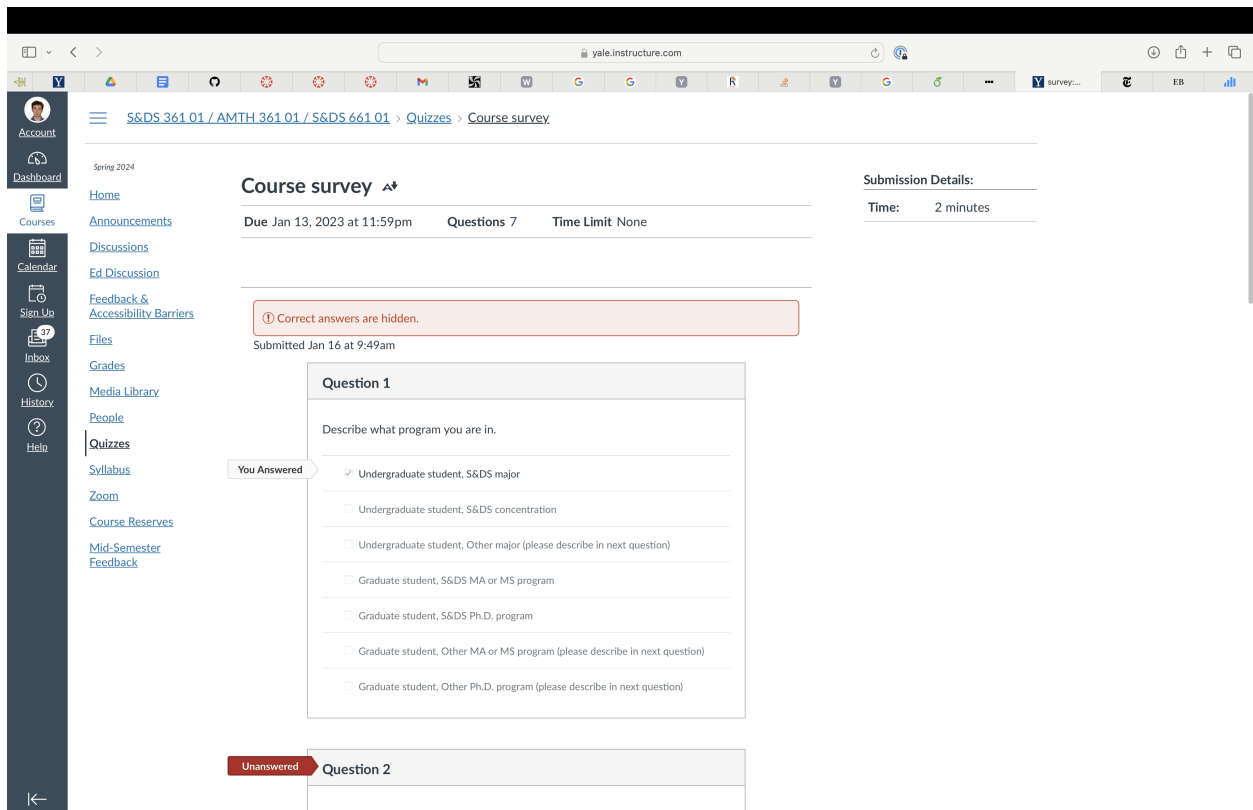 yale.instructure.com
Y
W
G
G
Y
R
Y
G
Y survey:...
EB
Account
Dashboard
Courses
Calendar
Sign Up
37
Inbox
History
Help
S&DS 361 01 / AMTH 361 01 / S&DS 661 01 > Quizzes > Course survey
Spring 2024
Home
Announcements
Discussions
Ed Discussion
Feedback &
Accessibility Barriers
Files
Grades
Media Library
People
Quizzes
Syllabus
Zoom
Course Reserves
Mid-Semester
Feedback
Course survey
Due Jan 13, 2023 at 11:59pm Questions 7 Time Limit None
Submission Details:
Time: 2 minutes
Correct answers are hidden.
Submitted Jan 16 at 9:49am
Question 1
Describe what program you are in.
You Answered
Undergraduate student, S&DS major
Undergraduate student, S&DS concentration
Undergraduate student, Other major (please describe in next question)
Graduate student, S&DS MA or MS program
Graduate student, S&DS Ph.D. program
Graduate student, Other MA or MS program (please describe in next question)
Graduate student, Other Ph.D. program (please describe in next question)
Unanswered
Question 2